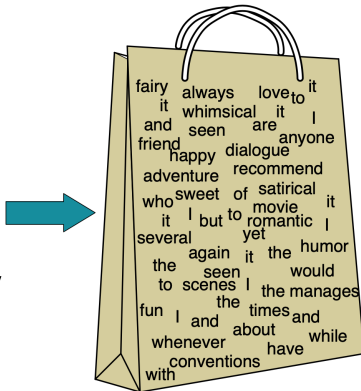 fairy always love to it
it whimsical it I
and seen are anyone
friend happy dialogue
adventure recommend
who sweet of satirical it
it I but to movie romantic I
several yet
again it the humor
the seen would
to scenes I the manages
fun the times and
I and about while
whenever have
conventions
with